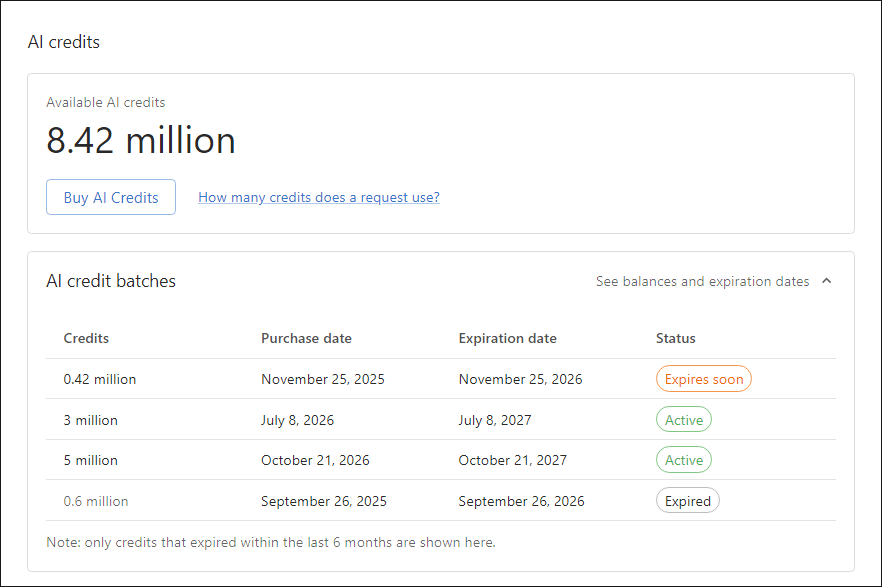 AI credits
Available AI credits
8.42 million
Buy AI Credits How many credits does a request use?
AI credit batches See balances and expiration dates
Credits Purchase date Expiration date Status
0.42 million November 25, 2025 November 25, 2026 Expires soon
3 million July 8, 2026 July 8, 2027 Active
5 million October 21, 2026 October 21, 2027 Active
0.6 million September 26, 2025 September 26, 2026 Expired
Note: only credits that expired within the last 6 months are shown here.